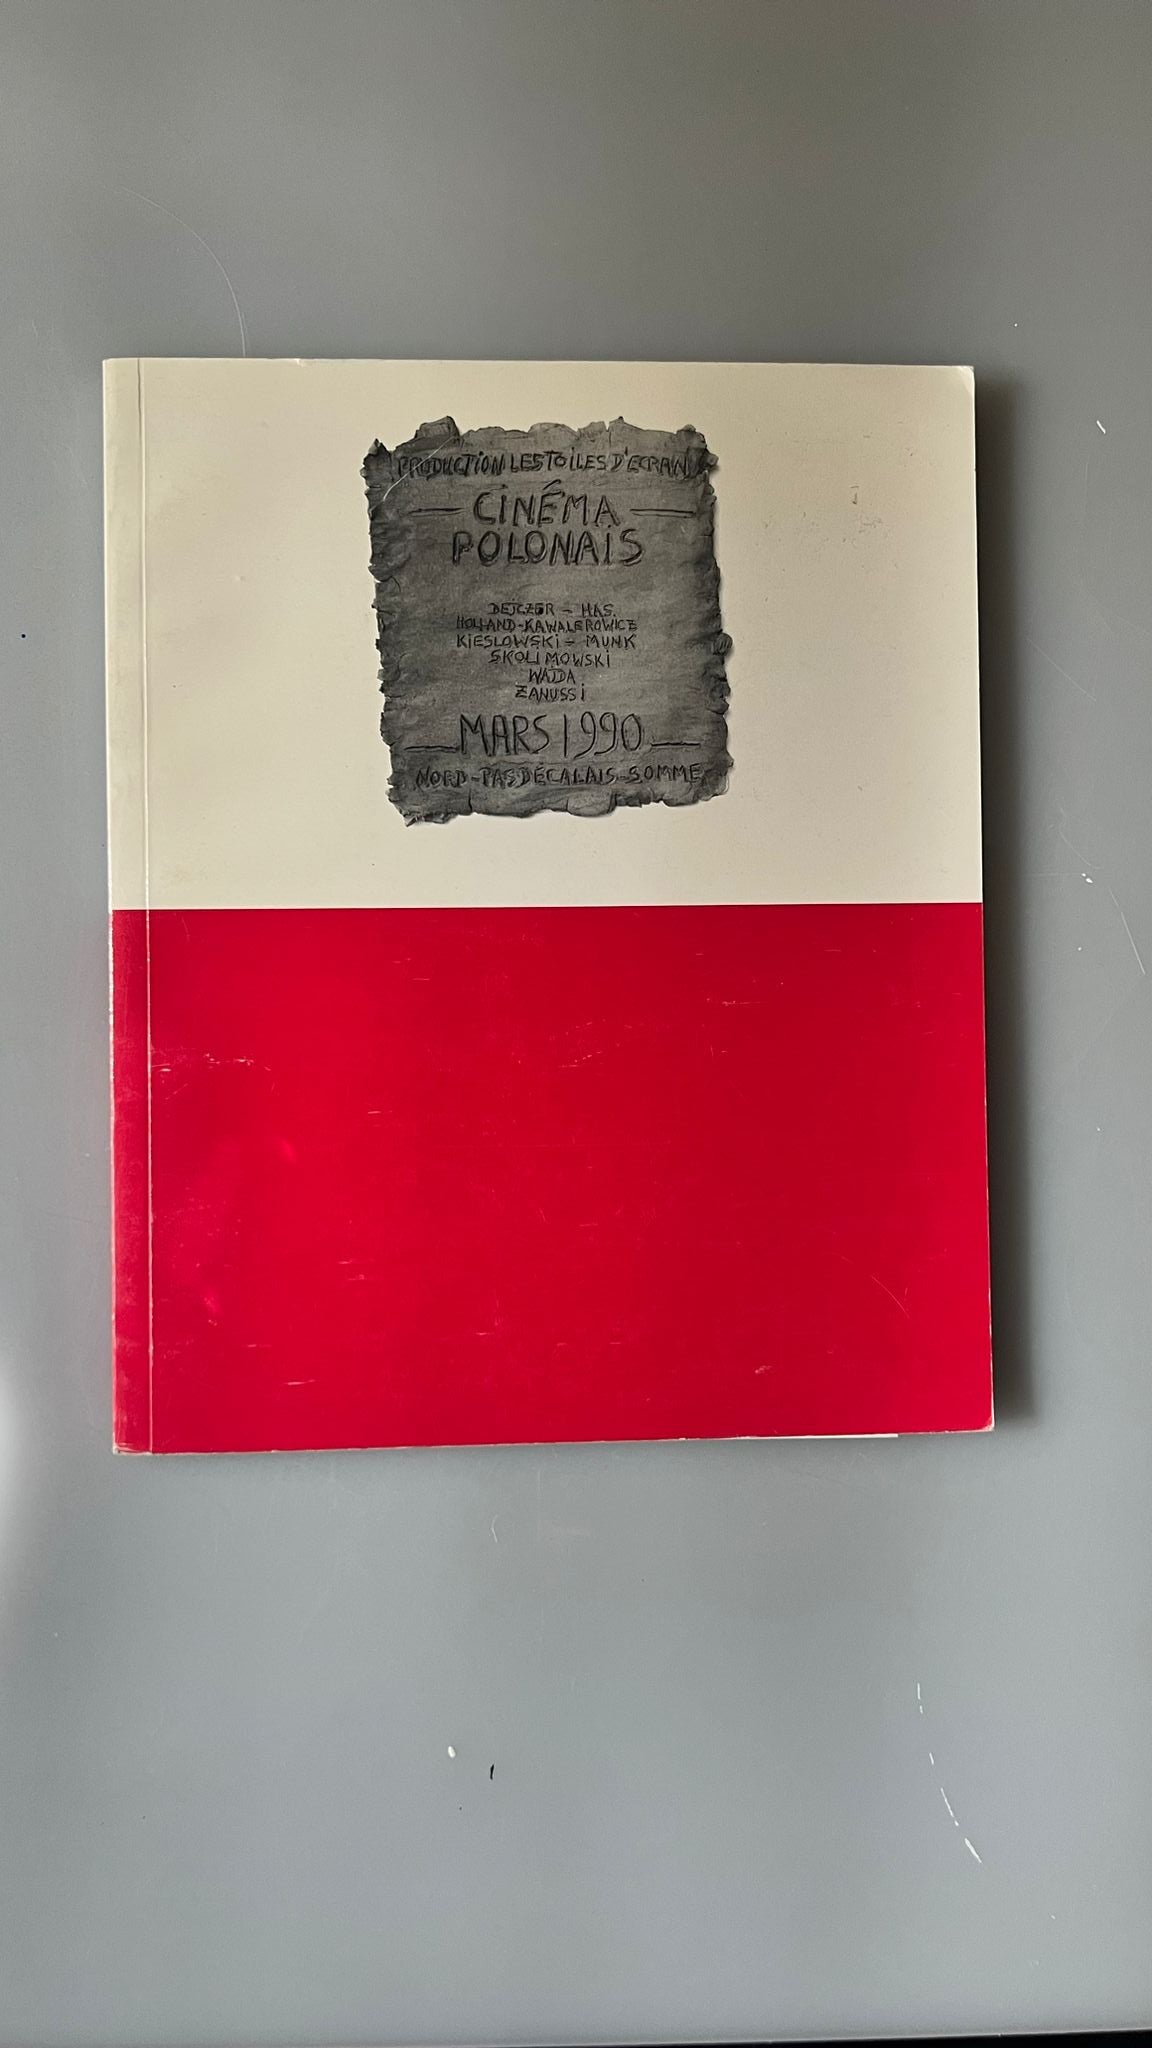 PRODUCTION LES TOILES D'ECRAN
CINÉMA
POLONAIS
DEJCZER - HAS.
HOLLAND - KAWALEROWICZ
KIESLOWSKI - MUNK
SKOLIMOWSKI
WAJDA
ZANUSSI
MARS 1990
NORD - PAS DE CALAIS - SOMME